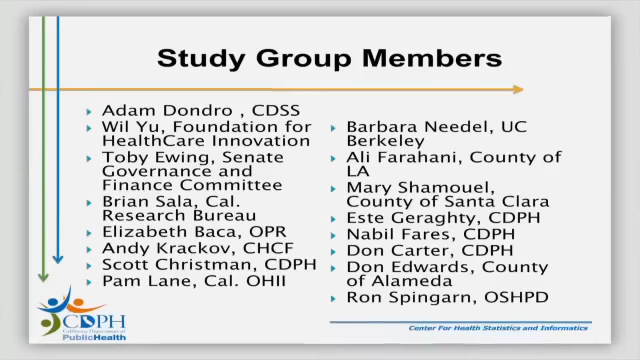 Study Group Members
Adam Dondro , CDSS
Wil Yu, Foundation for
HealthCare Innovation
Toby Ewing, Senate
Governance and
Finance Committee
Brian Sala, Cal.
Research Bureau
Elizabeth Baca, OPR
Andy Krackov, CHCF
Scott Christman, CDPH
Pam Lane, Cal. OHII
Barbara Needel, UC
Berkeley
Ali Farahani, County of
LA
Mary Shamouel,
County of Santa Clara
Este Geraghty, CDPH
Nabil Fares, CDPH
Don Carter, CDPH
Don Edwards, County
of Alameda
Ron Spingarn, OSHPD
CDPH
California Department of
PublicHealth
Center For Health Statistics and Informatics